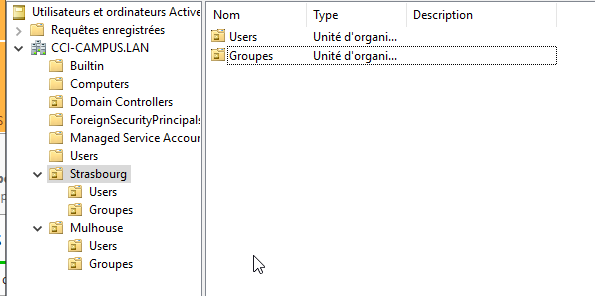 Utilisateurs et ordinateurs Active
Requêtes enregistrées
CCI-CAMPUS.LAN
Builtin
Computers
Domain Controllers
ForeignSecurityPrincipals
Managed Service Accour
Users
Strasbourg
Users
Groupes
Mulhouse
Users
Groupes
Nom Type Description
Users Unité d'organi...
Groupes Unité d'organi...